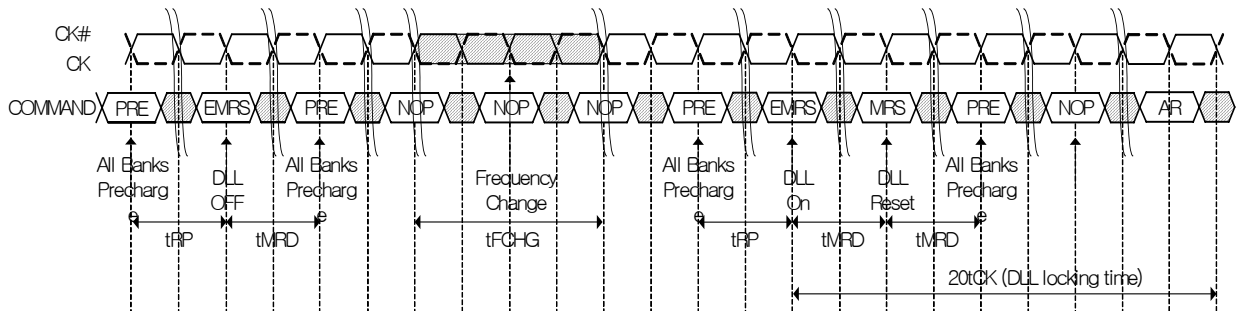 CK#
CK
COMMAND PRE EMRS PRE NOP NOP NOP PRE EMRS MRS PRE NOP AR
All Banks
Precharg
e
DLL
OFF
All Banks
Precharg
e
Frequency
Change
All Banks
Precharg
e
DLL
On
DLL
Reset
All Banks
Precharg
e
tRP tMRD tFCHG tRP tMRD tMRD
20tCK (DLL locking time)